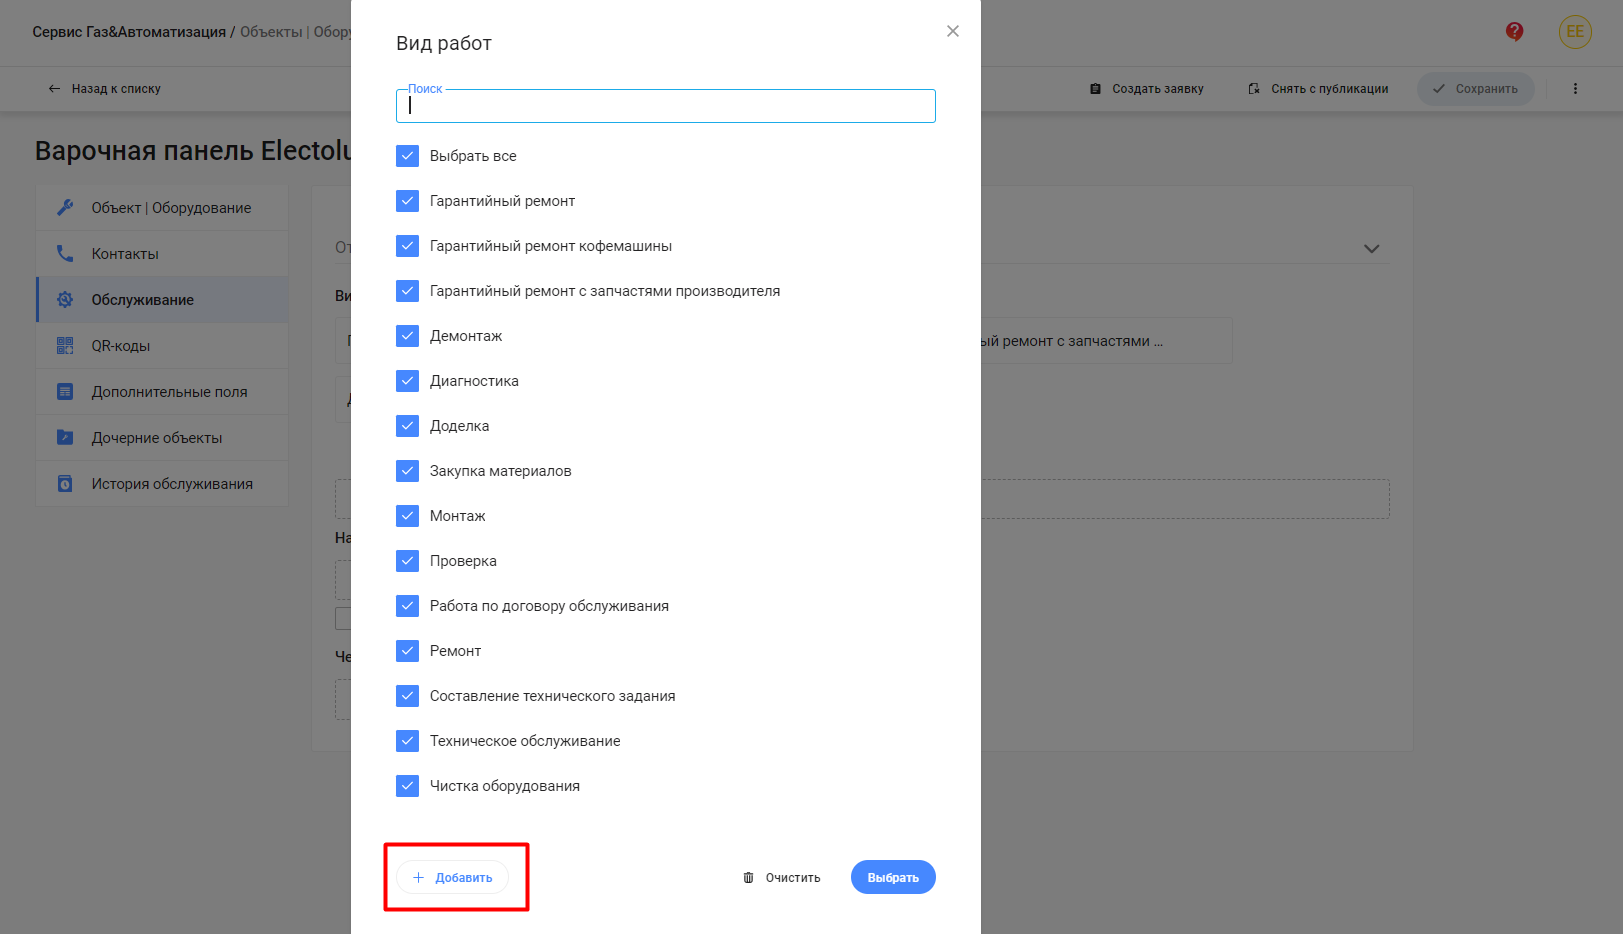 Сервис Газ&Автоматизация / Объекты | Обору
EE
Назад к списку
Создать заявку
Снять с публикации
Сохранить
Варочная панель Electolu
Объект | Оборудование
Контакты
Обслуживание
QR-коды
Дополнительные поля
Дочерние объекты
История обслуживания
Ви
ый ремонт с запчастями ...
На
Че
Вид работ
Поиск
Выбрать все
Гарантийный ремонт
Гарантийный ремонт кофемашины
Гарантийный ремонт с запчастями производителя
Демонтаж
Диагностика
Доделка
Закупка материалов
Монтаж
Проверка
Работа по договору обслуживания
Ремонт
Составление технического задания
Техническое обслуживание
Чистка оборудования
Добавить
Очистить
Выбрать